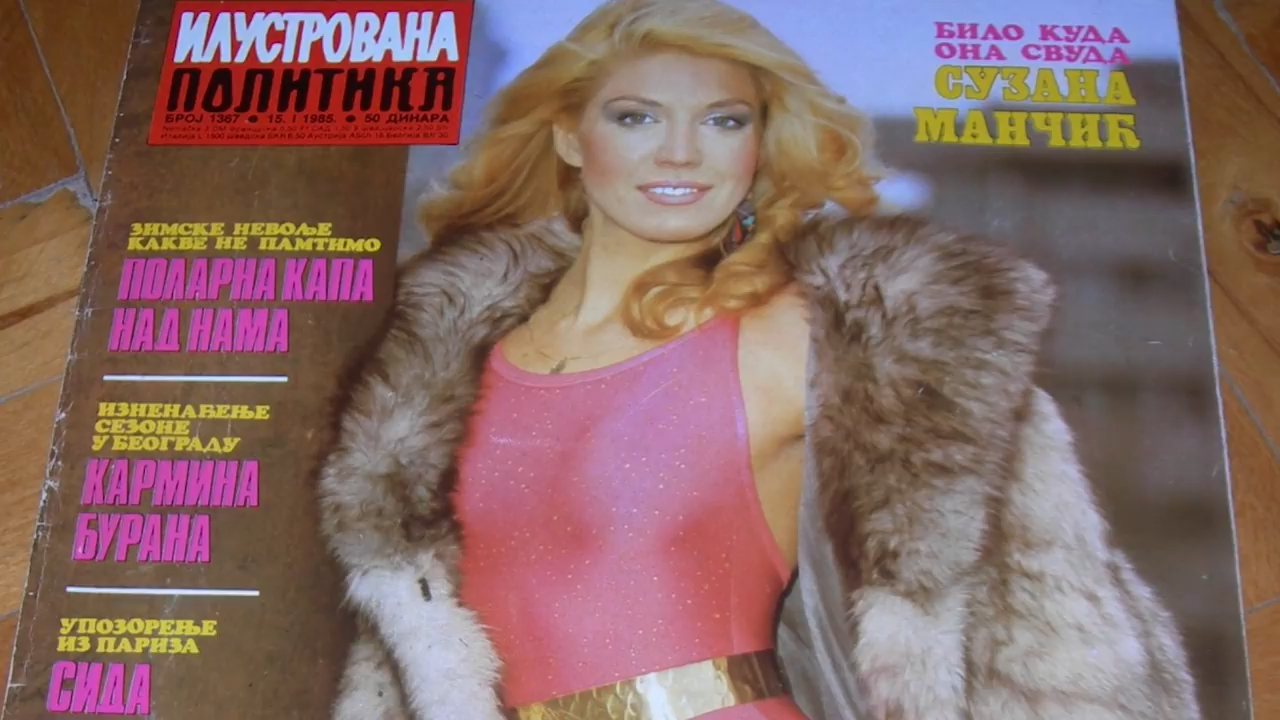 ИЛУСТРОВАНА
ПОЛИТИКА
БРОЈ 1367 • 15. I 1985. • 50 ДИНАРА
БИЛО КУДА
ОНА СВУДА
СУЗАНА
МАНЧИЋ
ЗИМСКЕ НЕВОЉЕ
КАКВЕ НЕ ПАМТИМО
ПОЛАРНА КАПА
НАД НАМА
ИЗНЕНАЂЕЊЕ
СЕЗОНЕ
У БЕОГРАДУ
КАРМИНА
БУРАНА
УПОЗОРЕЊЕ
ИЗ ПАРИЗА
СИДА